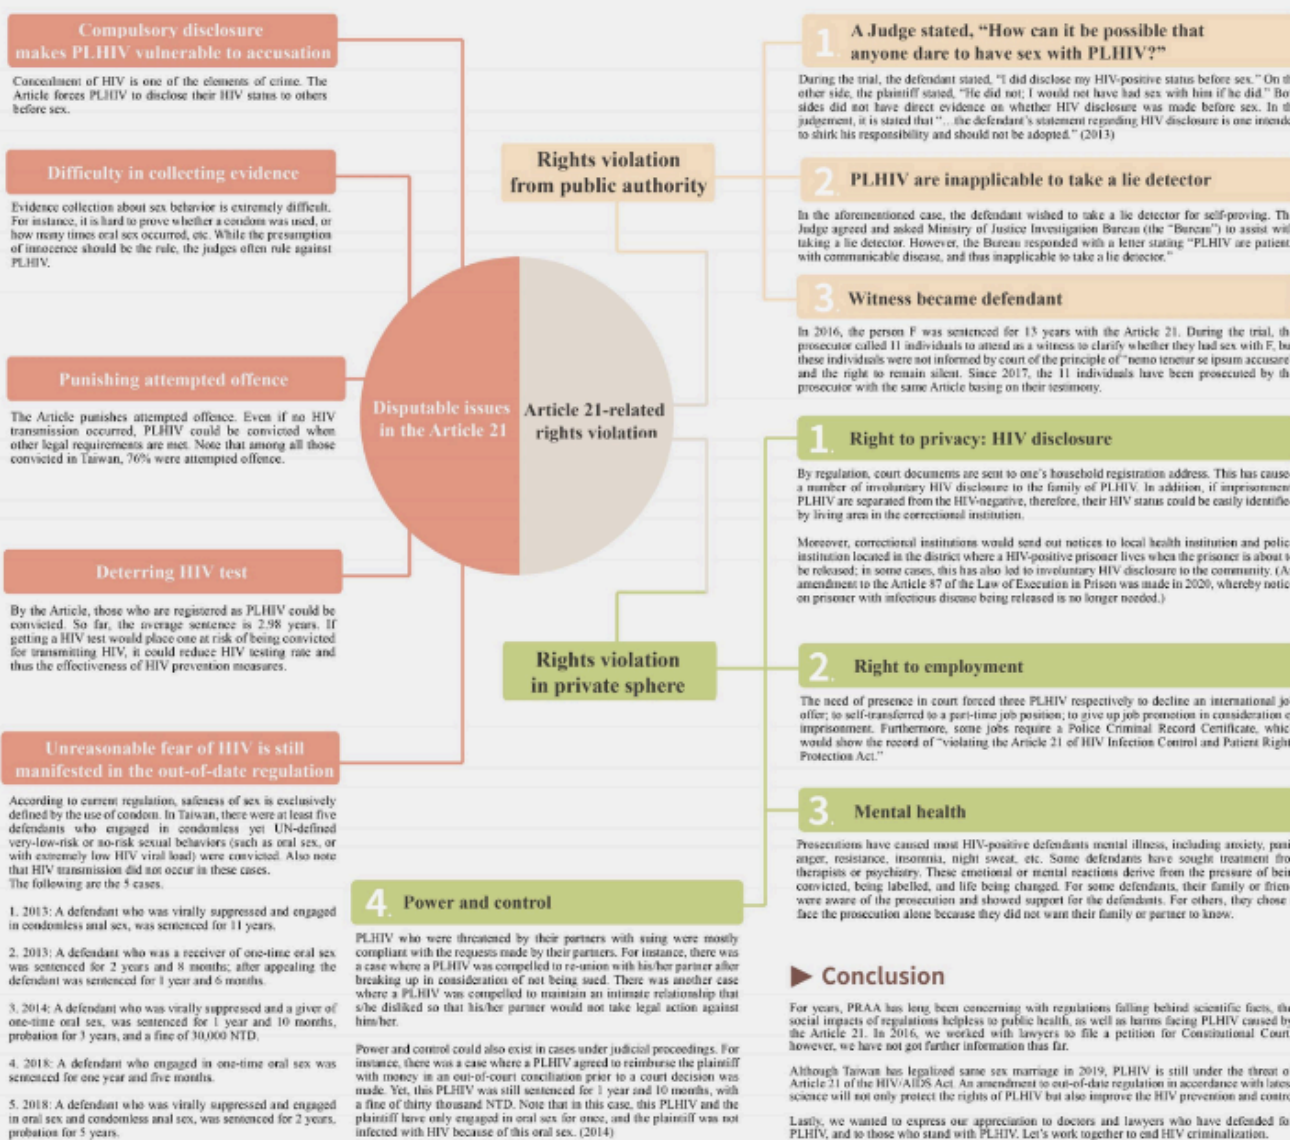 Compulsory disclosure
makes PLHIV vulnerable to accusation
Concealment of HIV is one of the elements of crime. The
Article forces PLHIV to disclose their HIV status to others
before sex.
Difficulty in collecting evidence
Evidence collection about sex behavior is extremely difficult.
For instance, it is hard to prove whether a condom was used, or
how many times oral sex occurred, etc. While the presumption
of innocence should be the rule, the judges often rule against
PLHIV.
Punishing attempted offence
The Article punishes attempted offence. Even if no HIV
transmission occurred, PLHIV could be convicted when
other legal requirements are met. Note that among all those
convicted in Taiwan, 76% were attempted offence.
Deterring HIV test
By the Article, those who are registered as PLHIV could be
convicted. So far, the average sentence is 2.98 years. If
getting a HIV test would place one at risk of being convicted
for transmitting HIV, it could reduce HIV testing rate and
thus the effectiveness of HIV prevention measures.
Unreasonable fear of HIV is still
manifested in the out-of-date regulation
According to current regulation, safeness of sex is exclusively
defined by the use of condom. In Taiwan, there were at least five
defendants who engaged in condomless yet UN-defined
very-low-risk or no-risk sexual behaviors (such as oral sex, or
with extremely low HIV viral load) were convicted. Also note
that HIV transmission did not occur in these cases.
The following are the 5 cases.
1. 2013: A defendant who was virally suppressed and engaged
in condomless anal sex, was sentenced for 11 years.
2. 2013: A defendant who was a receiver of one-time oral sex
was sentenced for 2 years and 8 months; after appealing the
defendant was sentenced for 1 year and 6 months.
3. 2014: A defendant who was virally suppressed and a giver of
one-time oral sex, was sentenced for 1 year and 10 months,
probation for 3 years, and a fine of 30,000 NTD.
4. 2018: A defendant who engaged in one-time oral sex was
sentenced for one year and five months.
5. 2018: A defendant who was virally suppressed and engaged
in oral sex and condomless anal sex, was sentenced for 2 years,
probation for 5 years.
Disputable issues
in the Article 21
Article 21-related
rights violation
Rights violation
from public authority
1. A Judge stated, “How can it be possible that
anyone dare to have sex with PLHIV?”
During the trial, the defendant stated, “I did disclose my HIV-positive status before sex.” On th
other side, the plaintiff stated, “He did not; I would not have had sex with him if he did.” Bo
sides did not have direct evidence on whether HIV disclosure was made before sex. In th
judgement, it is stated that “…the defendant’s statement regarding HIV disclosure is one intende
to shirk his responsibility and should not be adopted.” (2013)
2. PLHIV are inapplicable to take a lie detector
In the aforementioned case, the defendant wished to take a lie detector for self-proving. Th
Judge agreed and asked Ministry of Justice Investigation Bureau (the “Bureau”) to assist with
taking a lie detector. However, the Bureau responded with a letter stating “PLHIV are patient
with communicable disease, and thus inapplicable to take a lie detector.”
3. Witness became defendant
In 2016, the person F was sentenced for 13 years with the Article 21. During the trial, th
prosecutor called 11 individuals to attend as a witness to clarify whether they had sex with F, bu
these individuals were not informed by court of the principle of “nemo tenetur se ipsum accusare
and the right to remain silent. Since 2017, the 11 individuals have been prosecuted by th
prosecutor with the same Article basing on their testimony.
Rights violation
in private sphere
1. Right to privacy: HIV disclosure
By regulation, court documents are sent to one’s household registration address. This has cause
a number of involuntary HIV disclosure to the family of PLHIV. In addition, if imprisonmen
PLHIV are separated from the HIV-negative, therefore, their HIV status could be easily identifie
by living area in the correctional institution.
Moreover, correctional institutions would send out notices to local health institution and polic
institution located in the district where a HIV-positive prisoner lives when the prisoner is about t
be released; in some cases, this has also led to involuntary HIV disclosure to the community. (A
amendment to the Article 87 of the Law of Execution in Prison was made in 2020, whereby notic
on prisoner with infectious disease being released is no longer needed.)
2. Right to employment
The need of presence in court forced three PLHIV respectively to decline an international jo
offer; to self-transferred to a part-time job position; to give up job promotion in consideration o
imprisonment. Furthermore, some jobs require a Police Criminal Record Certificate, whic
would show the record of “violating the Article 21 of HIV Infection Control and Patient Right
Protection Act.”
3. Mental health
Prosecutions have caused most HIV-positive defendants mental illness, including anxiety, pani
anger, resistance, insomnia, night sweat, etc. Some defendants have sought treatment fro
therapists or psychiatry. These emotional or mental reactions derive from the pressure of bein
convicted, being labelled, and life being changed. For some defendants, their family or frien
were aware of the prosecution and showed support for the defendants. For others, they chose
face the prosecution alone because they did not want their family or partner to know.
4. Power and control
PLHIV who were threatened by their partners with suing were mostly
compliant with the requests made by their partners. For instance, there was
a case where a PLHIV was compelled to re-union with his/her partner after
breaking up in consideration of not being sued. There was another case
where a PLHIV was compelled to maintain an intimate relationship that
s/he disliked so that his/her partner would not take legal action against
him/her.
Power and control could also exist in cases under judicial proceedings. For
instance, there was a case where a PLHIV agreed to reimburse the plaintiff
with money in an out-of-court conciliation prior to a court decision was
made. Yet, this PLHIV was still sentenced for 1 year and 10 months, with
a fine of thirty thousand NTD. Note that in this case, this PLHIV and the
plaintiff have only engaged in oral sex for once, and the plaintiff was not
infected with HIV because of this oral sex. (2014)
▶ Conclusion
For years, PRAA has long been concerning with regulations falling behind scientific facts, the
social impacts of regulations helpless to public health, as well as harms facing PLHIV caused by
the Article 21. In 2016, we worked with lawyers to file a petition for Constitutional Court
however, we have not got further information thus far.
Although Taiwan has legalized same sex marriage in 2019, PLHIV is still under the threat o
Article 21 of the HIV/AIDS Act. An amendment to out-of-date regulation in accordance with lates
science will not only protect the rights of PLHIV but also improve the HIV prevention and contro
Lastly, we wanted to express our appreciation to doctors and lawyers who have defended fo
PLHIV, and to those who stand with PLHIV. Let’s work together to end HIV criminalization.